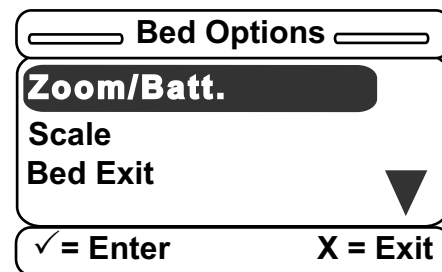 Bed Options
Zoom/Batt.
Scale
Bed Exit
✓= Enter X = Exit